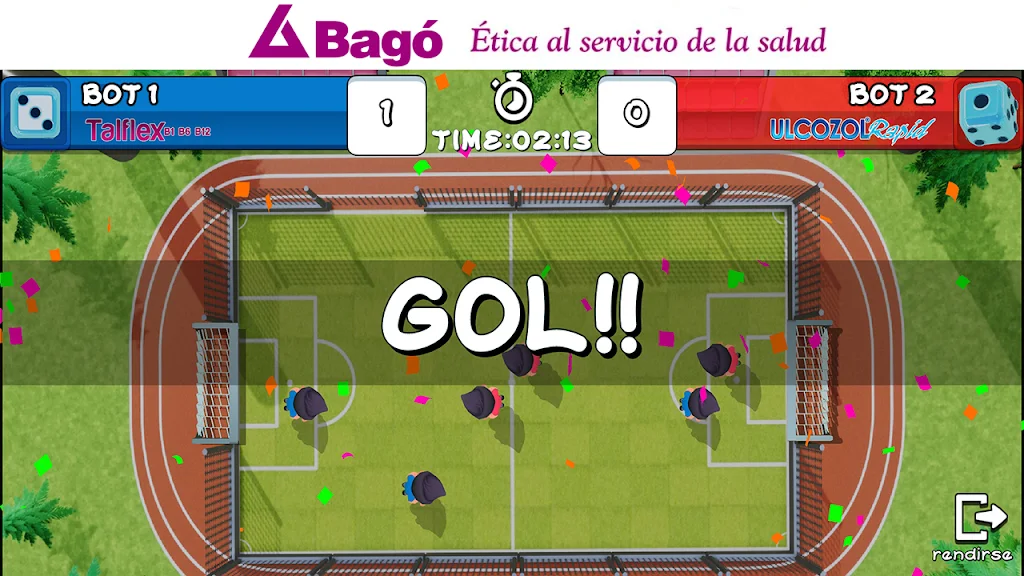 Bagó Ética al servicio de la salud
BOT 1
Talflex B1 B6 B12
1
TIME:02:13
0
BOT 2
ULCOZOL Rapid
GOL!!
rendirse